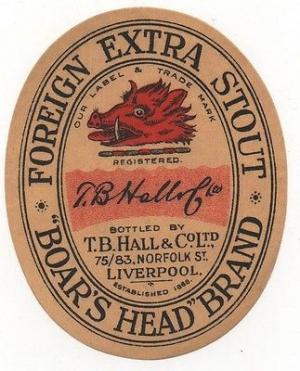 FOREIGN EXTRA STOUT
OUR LABEL & TRADE MARK
REGISTERED.
T.B. Hall & Co Ltd
BOTTLED BY
T.B. HALL & CO. LTD.,
75/83, NORFOLK ST.
LIVERPOOL.
ESTABLISHED 1868.
"BOAR'S HEAD" BRAND